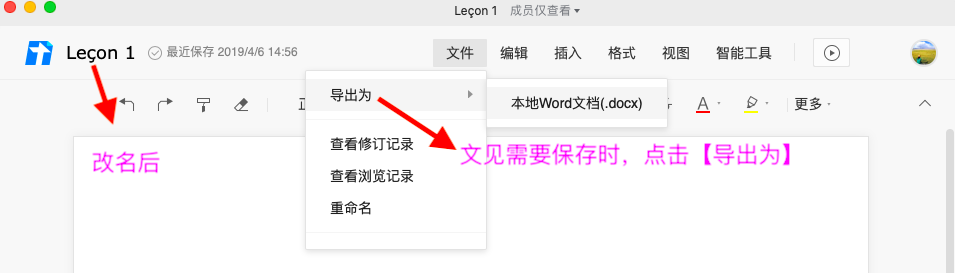 Leçon 1 成员仅查看
Leçon 1 最近保存 2019/4/6 14:56 文件 编辑 插入 格式 视图 智能工具
导出为 本地Word文档(.docx) A 更多
查看修订记录
改名后 文见需要保存时，点击【导出为】
查看浏览记录
重命名